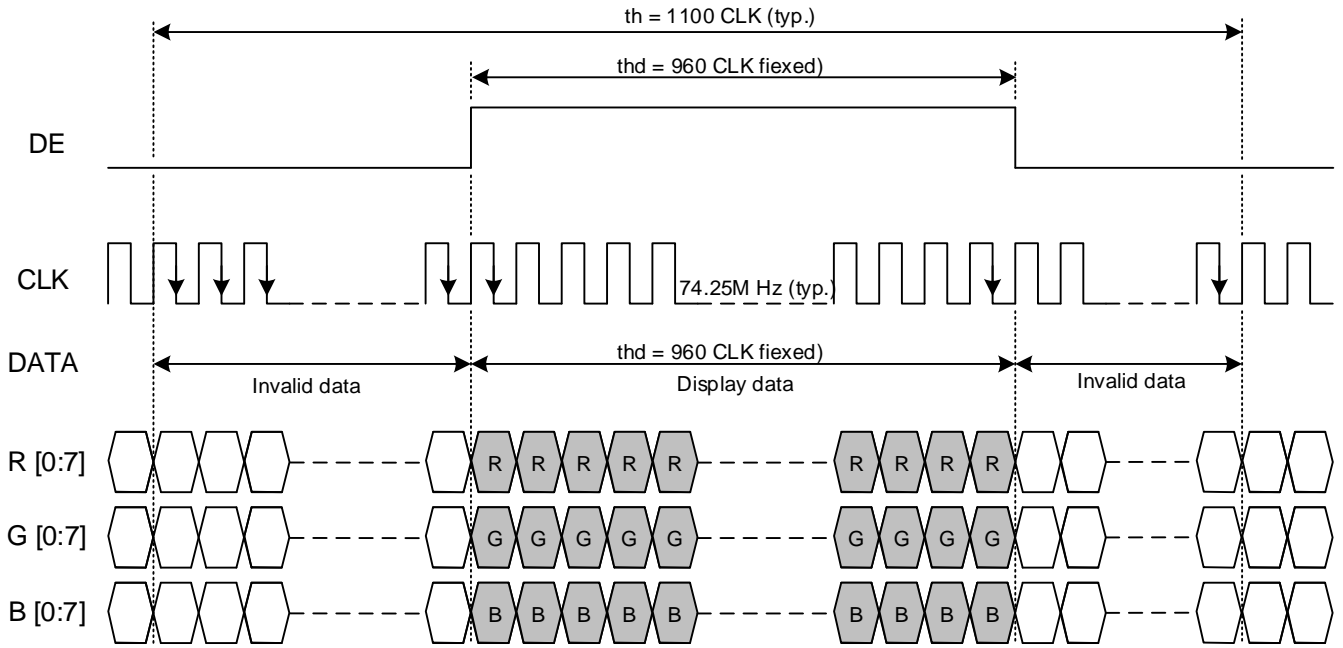 th = 1100 CLK (typ.)
thd = 960 CLK fiexed)
DE
CLK
74.25M Hz (typ.)
DATA
thd = 960 CLK fiexed)
Invalid data
Display data
Invalid data
R [0:7]
R R R R R R R R R
G [0:7]
G G G G G G G G G
B [0:7]
B B B B B B B B B